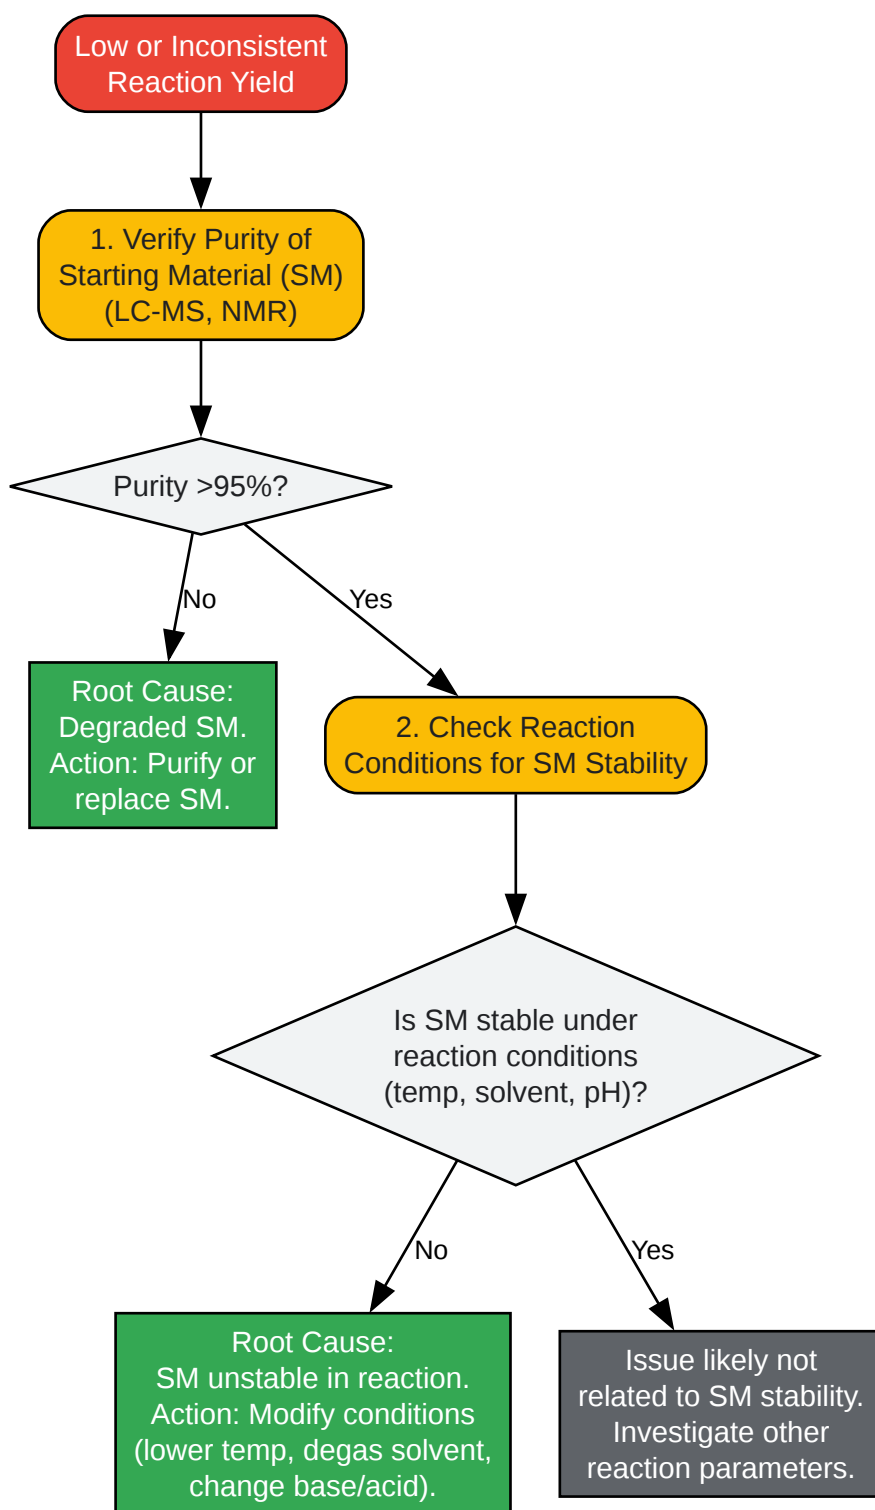 Low or Inconsistent
Reaction Yield
1. Verify Purity of
Starting Material (SM)
(LC-MS, NMR)
Purity >95%?
No
Yes
Root Cause:
Degraded SM.
Action: Purify or
replace SM.
2. Check Reaction
Conditions for SM Stability
Is SM stable under
reaction conditions
(temp, solvent, pH)?
No
Yes
Root Cause:
SM unstable in reaction.
Action: Modify conditions
(lower temp, degas solvent,
change base/acid).
Issue likely not
related to SM stability.
Investigate other
reaction parameters.